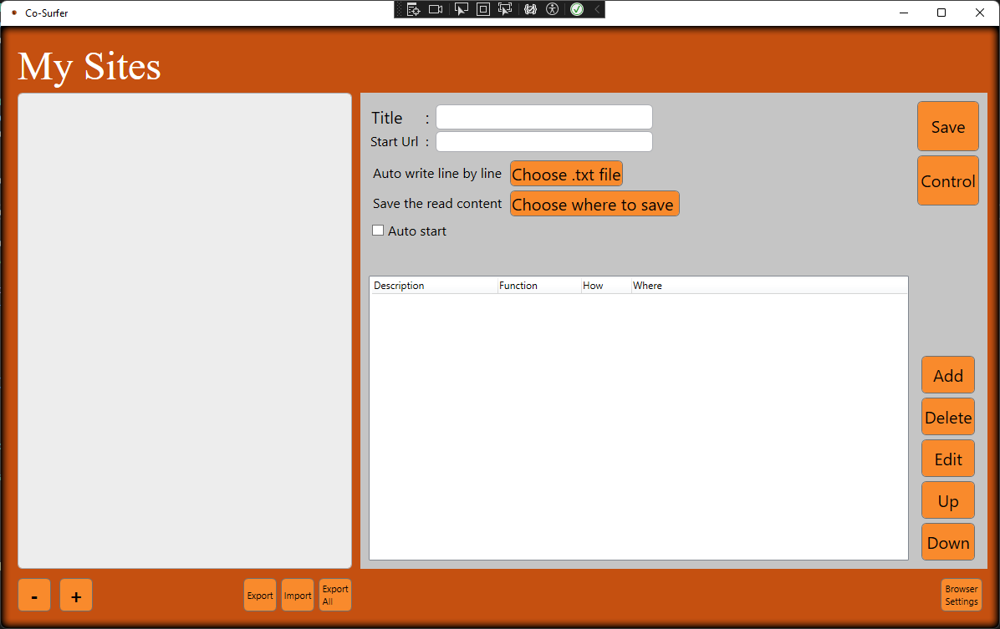 Co-Surfer
My Sites
Title :
Start Url :
Auto write line by line Choose .txt file
Save the read content Choose where to save
Auto start
Save
Control
Description Function How Where
Add
Delete
Edit
Up
Down
- + Export Import Export
All
Browser
Settings